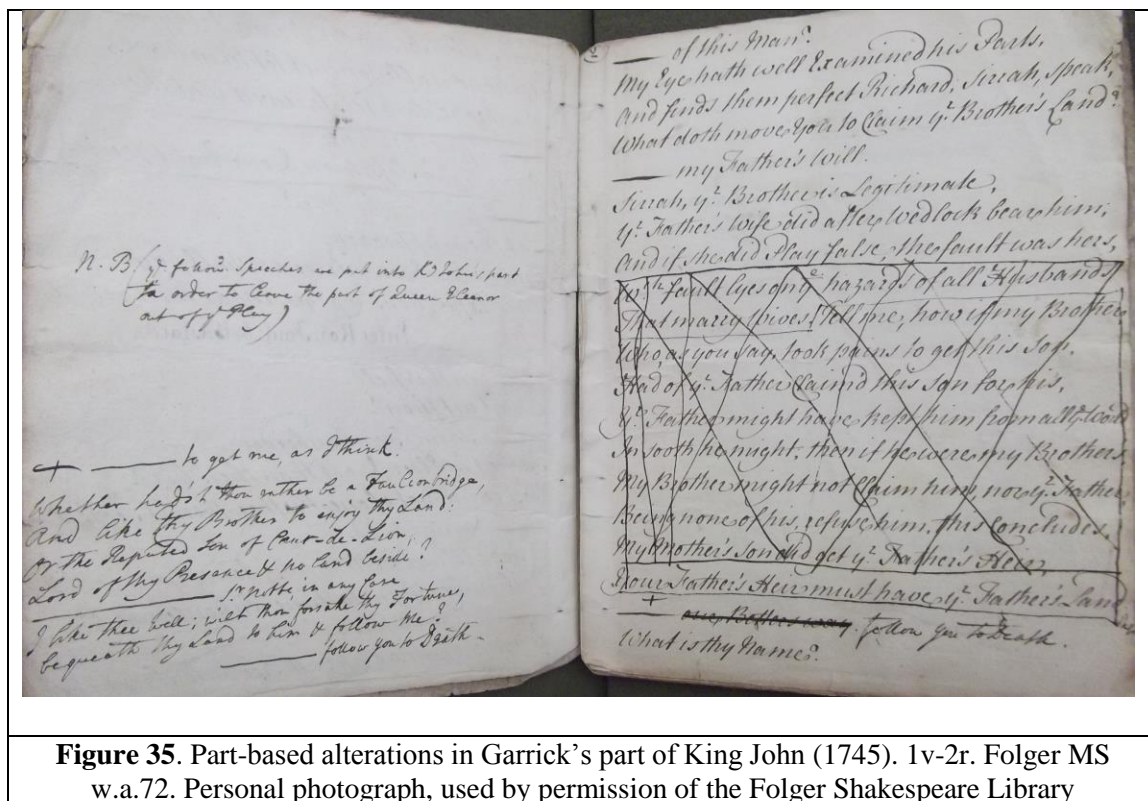 N. B (ye follow: Speeches are put into K. John's part
in order to leave the part of Queen Eleanor
out of ye Play)
+ ——— to get me, as I think.
Whether had'st thou rather be a Faulconbridge,
And like thy Brother to enjoy thy Land:
Or the Reputed Son of Cœur-de-Lion,
Lord of thy Presence & no land beside?
——— Sr Robts in any Case
I like thee well; wilt thou forsake thy Fortune,
bequeath thy Land to him & follow Me?
——— follow you to Death -
2
——— of this Man?
My Eye hath well Examined his Parts,
And finds them perfect Richard. Sirrah, speak,
What doth move You to Claim yr Brother's Land?
——— my Father's Will.
Sirrah, yr Brother is Legitimate,
yr Father's Wife did after wedlock bear him;
And if she did Play false, the fault was hers,
Wch fault lyes on ye hazards of all Husbands
That marry wives. Tell me, how if my Brother
Who, as you say, took pains to get this Son,
Had of yr Father Claim'd this son for his,
yr Father might have kept him from all ye World
In sooth he might, then if he were my Brothers
My Brother might not Claim him, nor yr Father
Being none of his, refuse him, this concludes,
My Mother's son did get yr Father's Heir,
Your Father's Heir must have yr Father's Land
+
——— follow you to Death.
What is thy Name?
Figure 35. Part-based alterations in Garrick's part of King John (1745). 1v-2r. Folger MS
w.a.72. Personal photograph, used by permission of the Folger Shakespeare Library